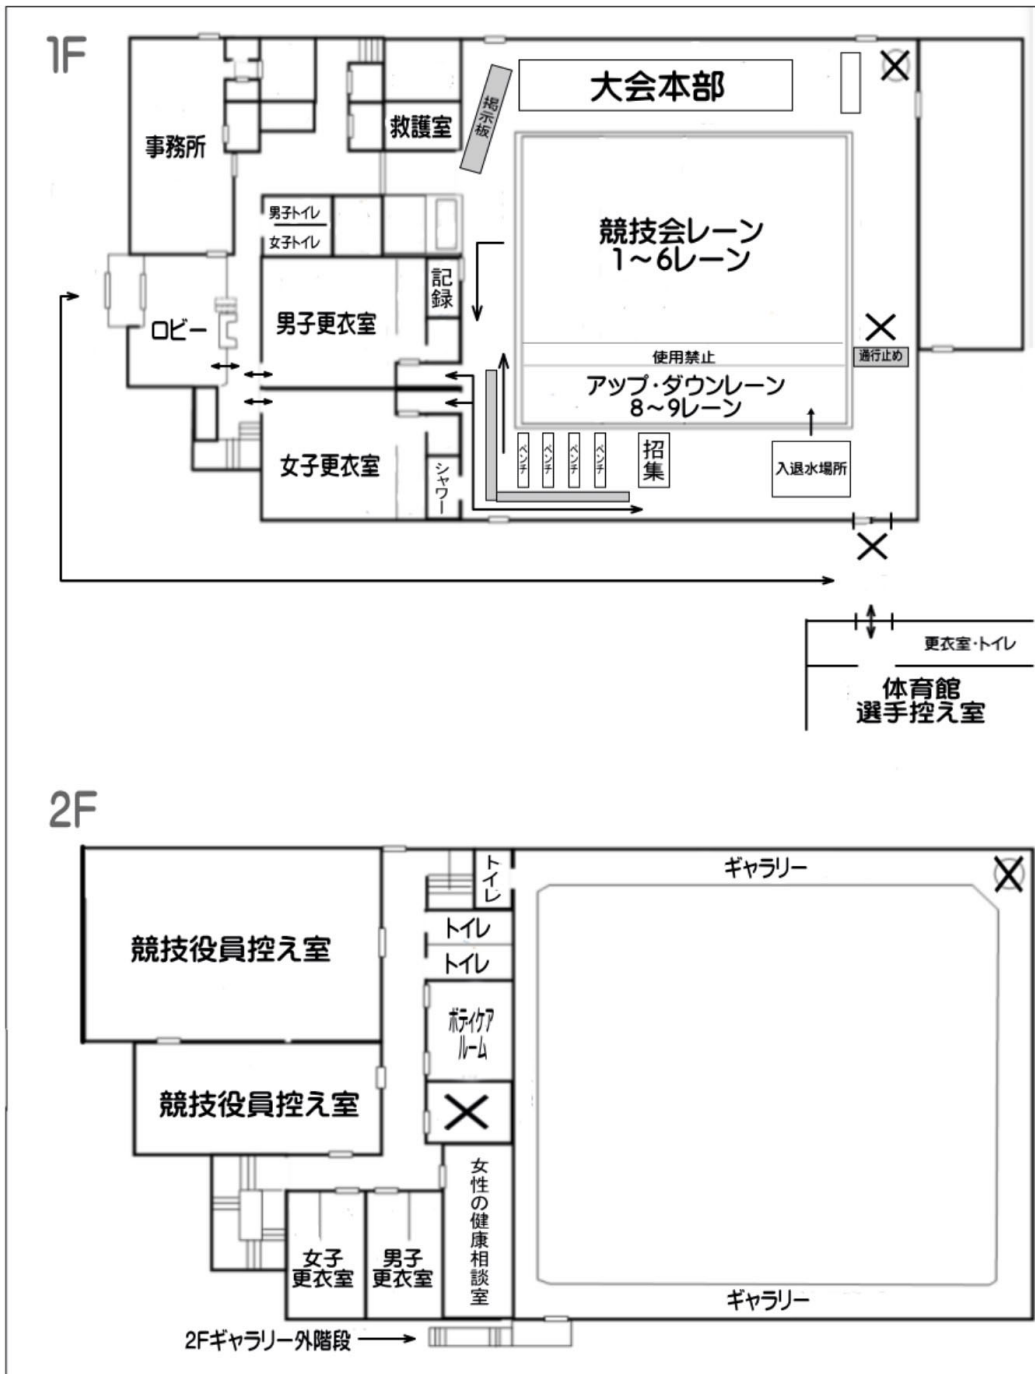 1F
大会本部
掲示板
救護室
事務所
男子トイレ
女子トイレ
競技会レーン
1～6レーン
記録
ロビー
男子更衣室
通行止め
使用禁止
アップ・ダウンレーン
8～9レーン
女子更衣室
シャワー
ベンチ
ベンチ
ベンチ
ベンチ
招集
入退水場所
更衣室・トイレ
体育館
選手控え室
2F
トイレ
ギャラリー
トイレ
トイレ
競技役員控え室
ボディケア
ルーム
競技役員控え室
女性の健康相談室
女子
更衣室
男子
更衣室
ギャラリー
2Fギャラリー外階段